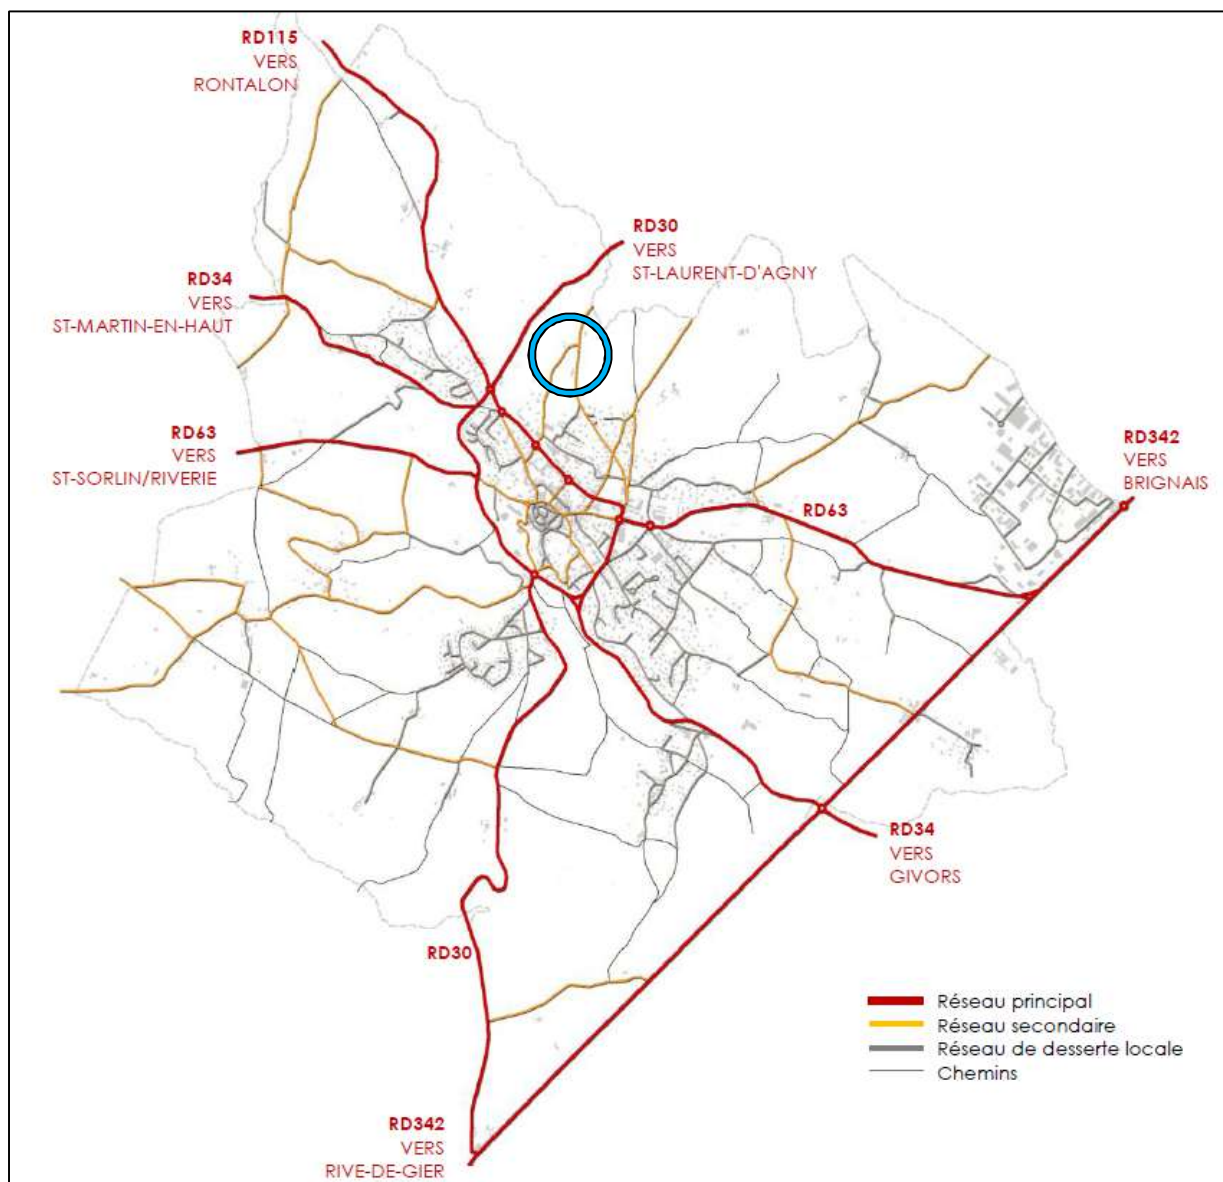 RD115
VERS
RONTALON
RD30
VERS
ST-LAURENT-D'AGNY
RD34
VERS
ST-MARTIN-EN-HAUT
RD63
VERS
ST-SORLIN/RIVERIE
RD342
VERS
BRIGNAIS
RD63
RD34
VERS
GIVORS
RD30
Réseau principal
Réseau secondaire
Réseau de desserte locale
Chemins
RD342
VERS
RIVE-DE-GIER